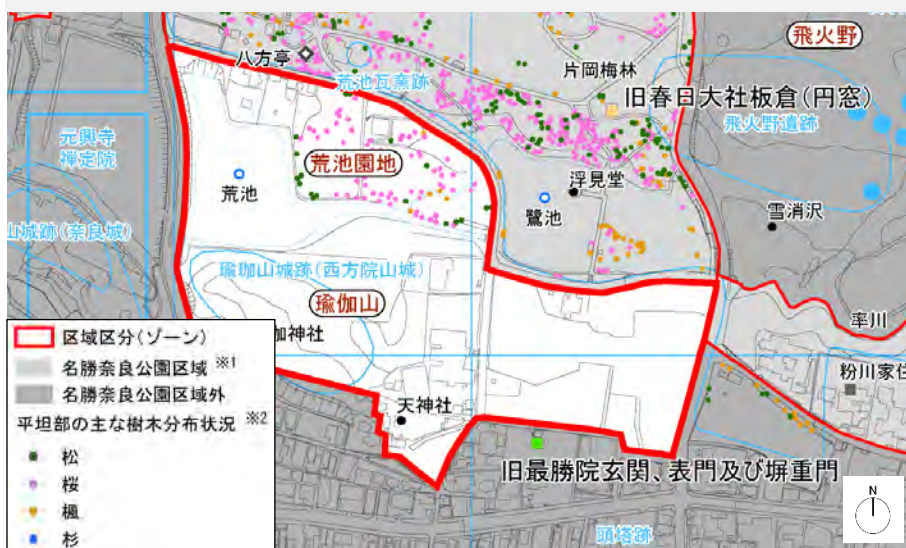 八方亭
荒池瓦窯跡
片岡梅林
飛火野
旧春日大社板倉(円窓)
飛火野遺跡
元興寺
禅定院
荒池園地
荒池
浮見堂
鷺池
雪消沢
山城跡(奈良城)
瑜伽山城跡(西方院山城)
瑜伽山
伽神社
率川
粉川家住
天神社
旧最勝院玄関、表門及び塀重門
頭塔跡
N
区域区分(ゾーン)
名勝奈良公園区域 ※1
名勝奈良公園区域外
平坦部の主な樹木分布状況 ※2
松
桜
楓
杉